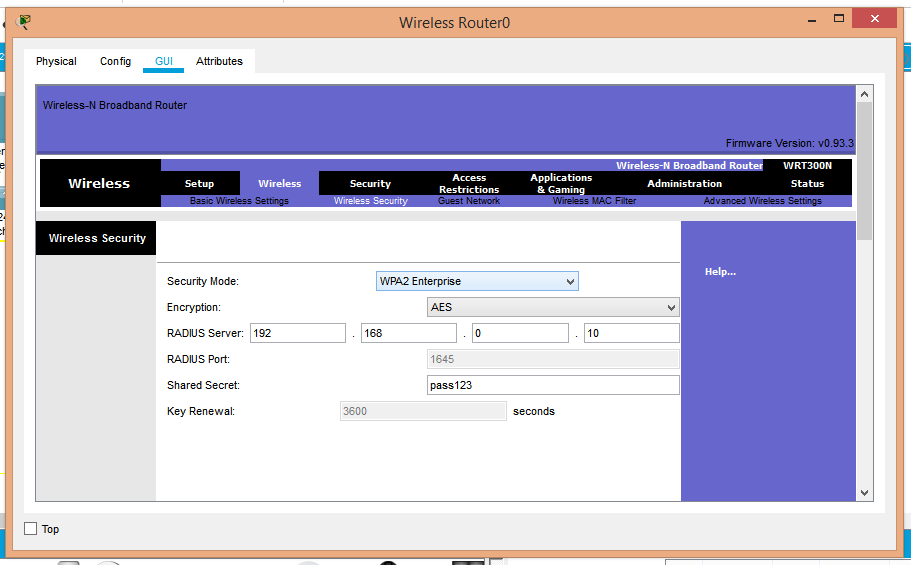 Wireless Router0
Physical Config GUI Attributes
Wireless-N Broadband Router
Firmware Version: v0.93.3
Wireless-N Broadband Router WRT300N
Wireless Setup Wireless Security Access Restrictions Applications & Gaming Administration Status
Basic Wireless Settings Wireless Security Guest Network Wireless MAC Filter Advanced Wireless Settings
Wireless Security
Help...
Security Mode: WPA2 Enterprise
Encryption: AES
RADIUS Server: 192 . 168 . 0 . 10
RADIUS Port: 1645
Shared Secret: pass123
Key Renewal: 3600 seconds
Top